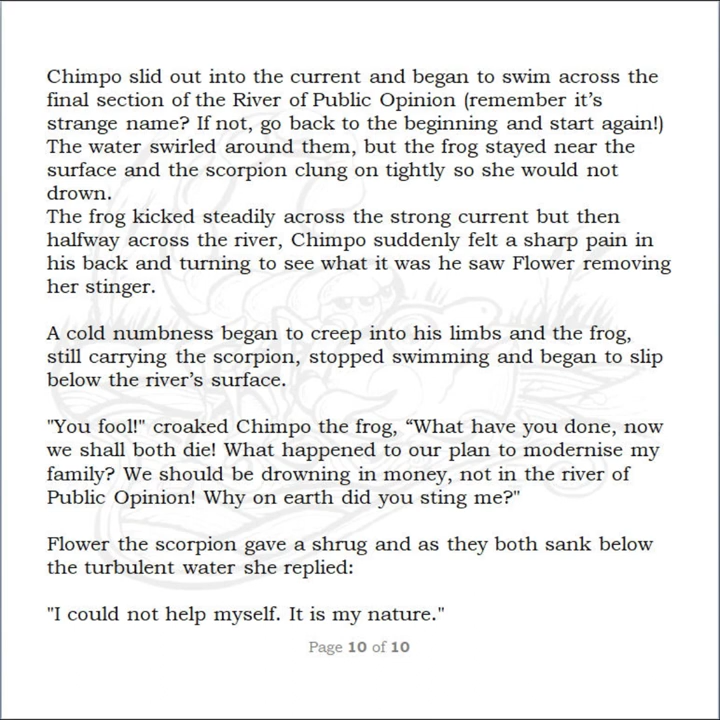 Chimpo slid out into the current and began to swim across the
final section of the River of Public Opinion (remember it’s
strange name? If not, go back to the beginning and start again!)
The water swirled around them, but the frog stayed near the
surface and the scorpion clung on tightly so she would not
drown.
The frog kicked steadily across the strong current but then
halfway across the river, Chimpo suddenly felt a sharp pain in
his back and turning to see what it was he saw Flower removing
her stinger.
A cold numbness began to creep into his limbs and the frog,
still carrying the scorpion, stopped swimming and began to slip
below the river’s surface.
"You fool!" croaked Chimpo the frog, “What have you done, now
we shall both die! What happened to our plan to modernise my
family? We should be drowning in money, not in the river of
Public Opinion! Why on earth did you sting me?"
Flower the scorpion gave a shrug and as they both sank below
the turbulent water she replied:
"I could not help myself. It is my nature."
Page 10 of 10